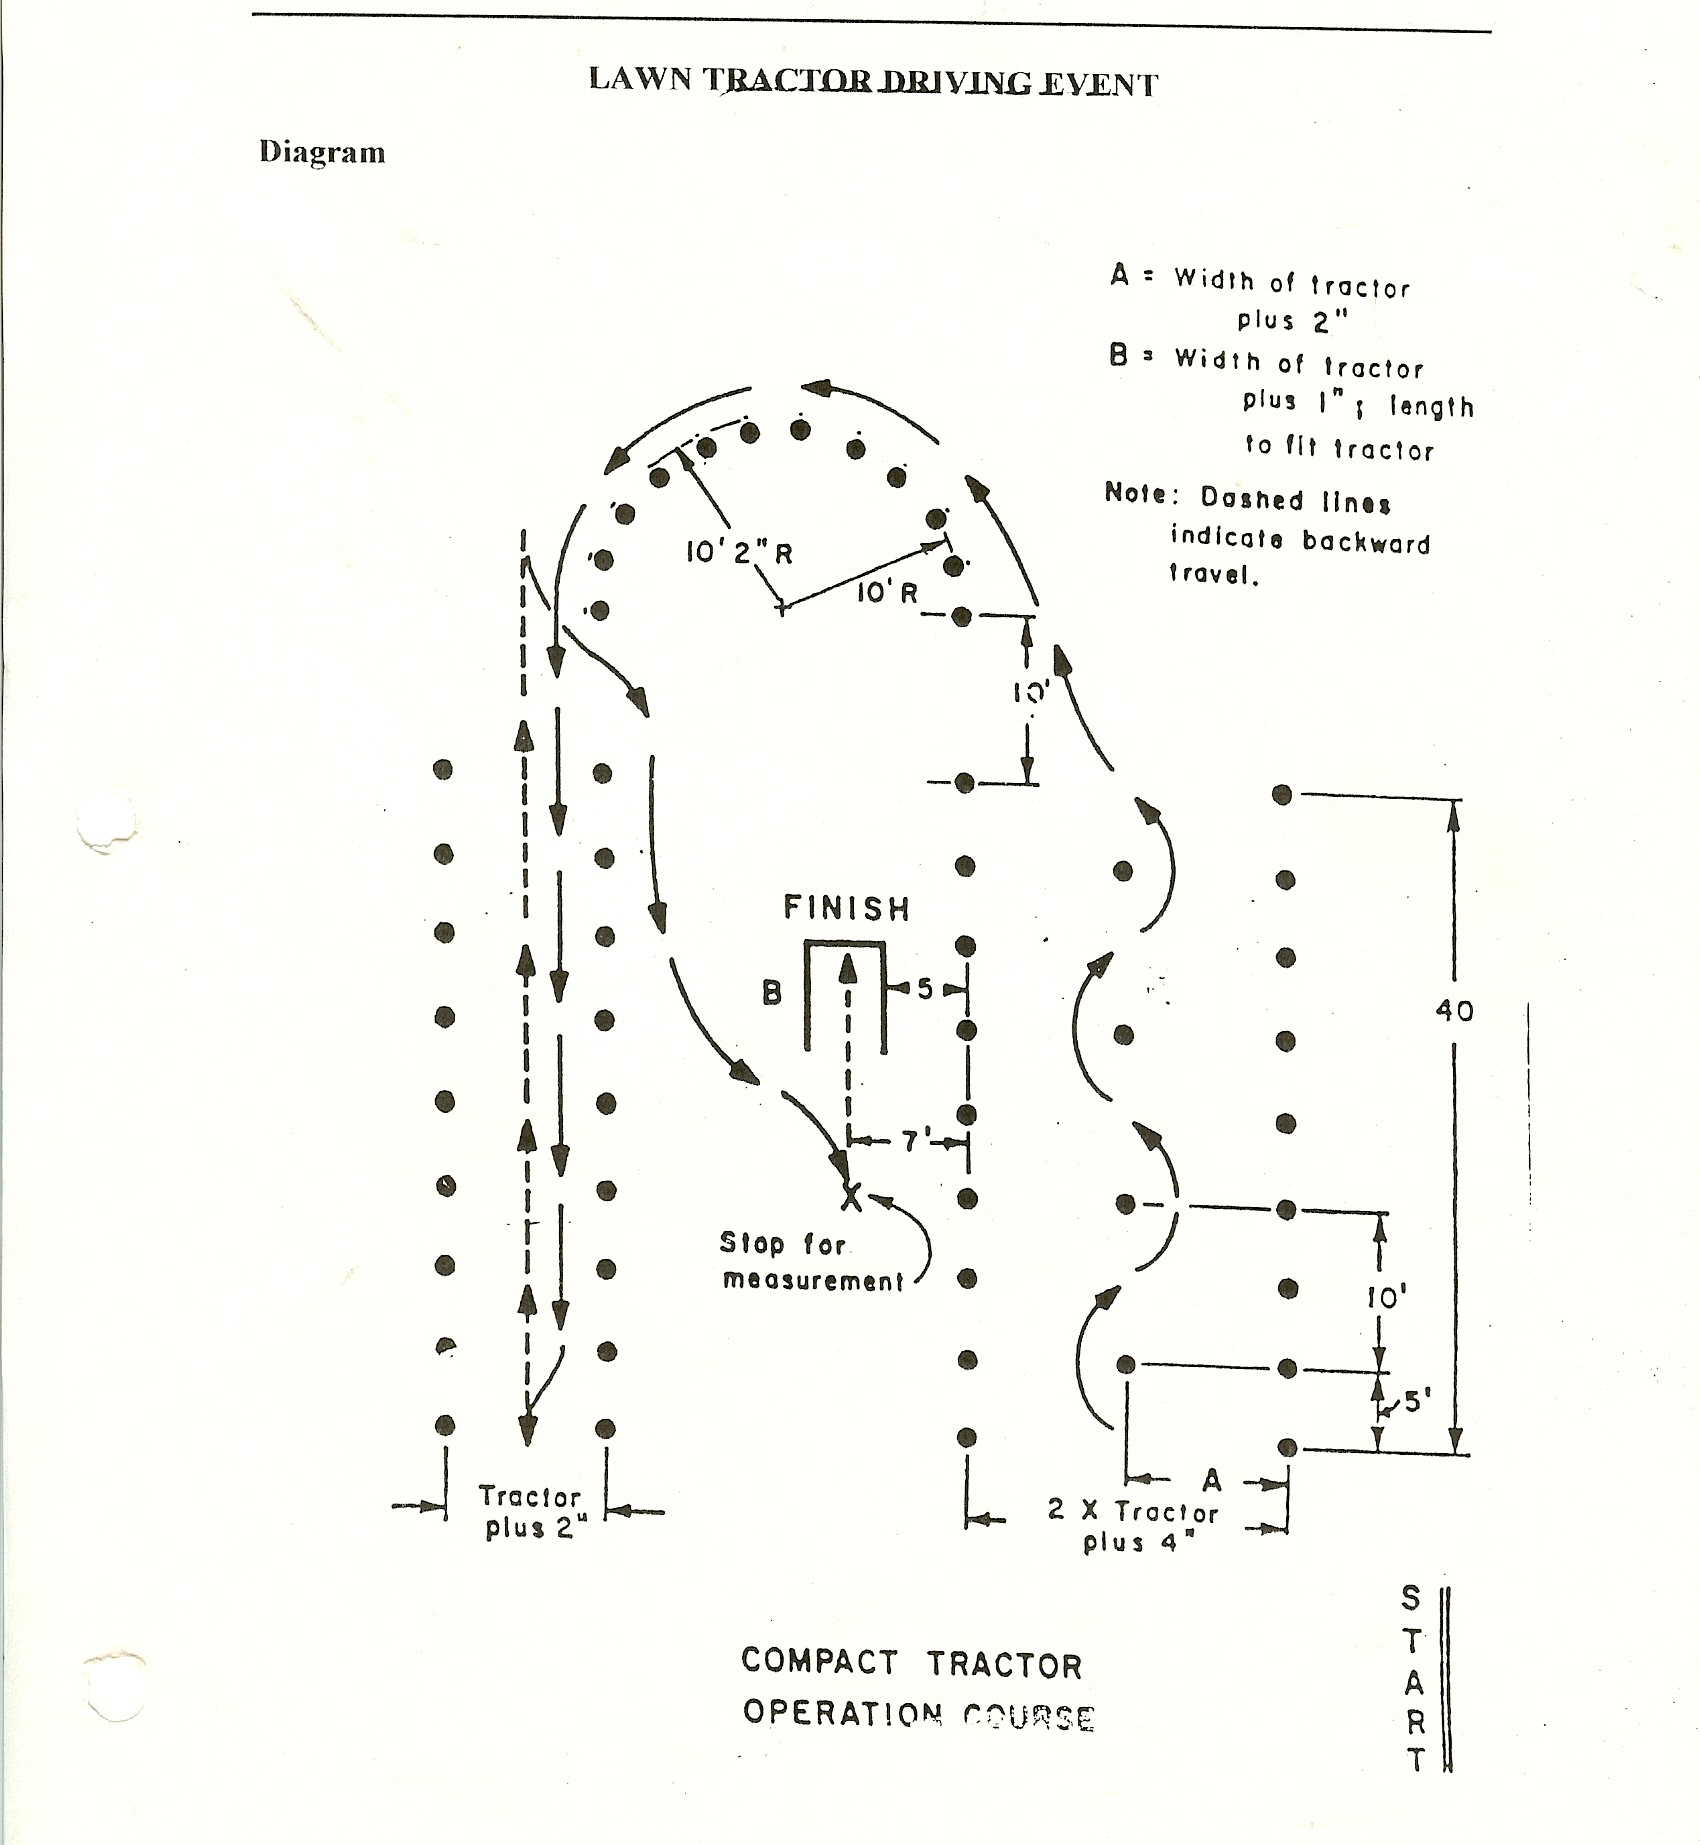 LAWN TRACTOR DRIVING EVENT
Diagram
A = Width of tractor
plus 2"
B = Width of tractor
plus 1" ; length
to fit tractor
Note: Dashed lines
indicate backward
travel.
10' 2" R
10' R
10'
FINISH
B
5
40
7'
X
Stop for
measurement
10'
5'
A
Tractor
plus 2"
2 X Tractor
plus 4"
START
COMPACT TRACTOR
OPERATION COURSE